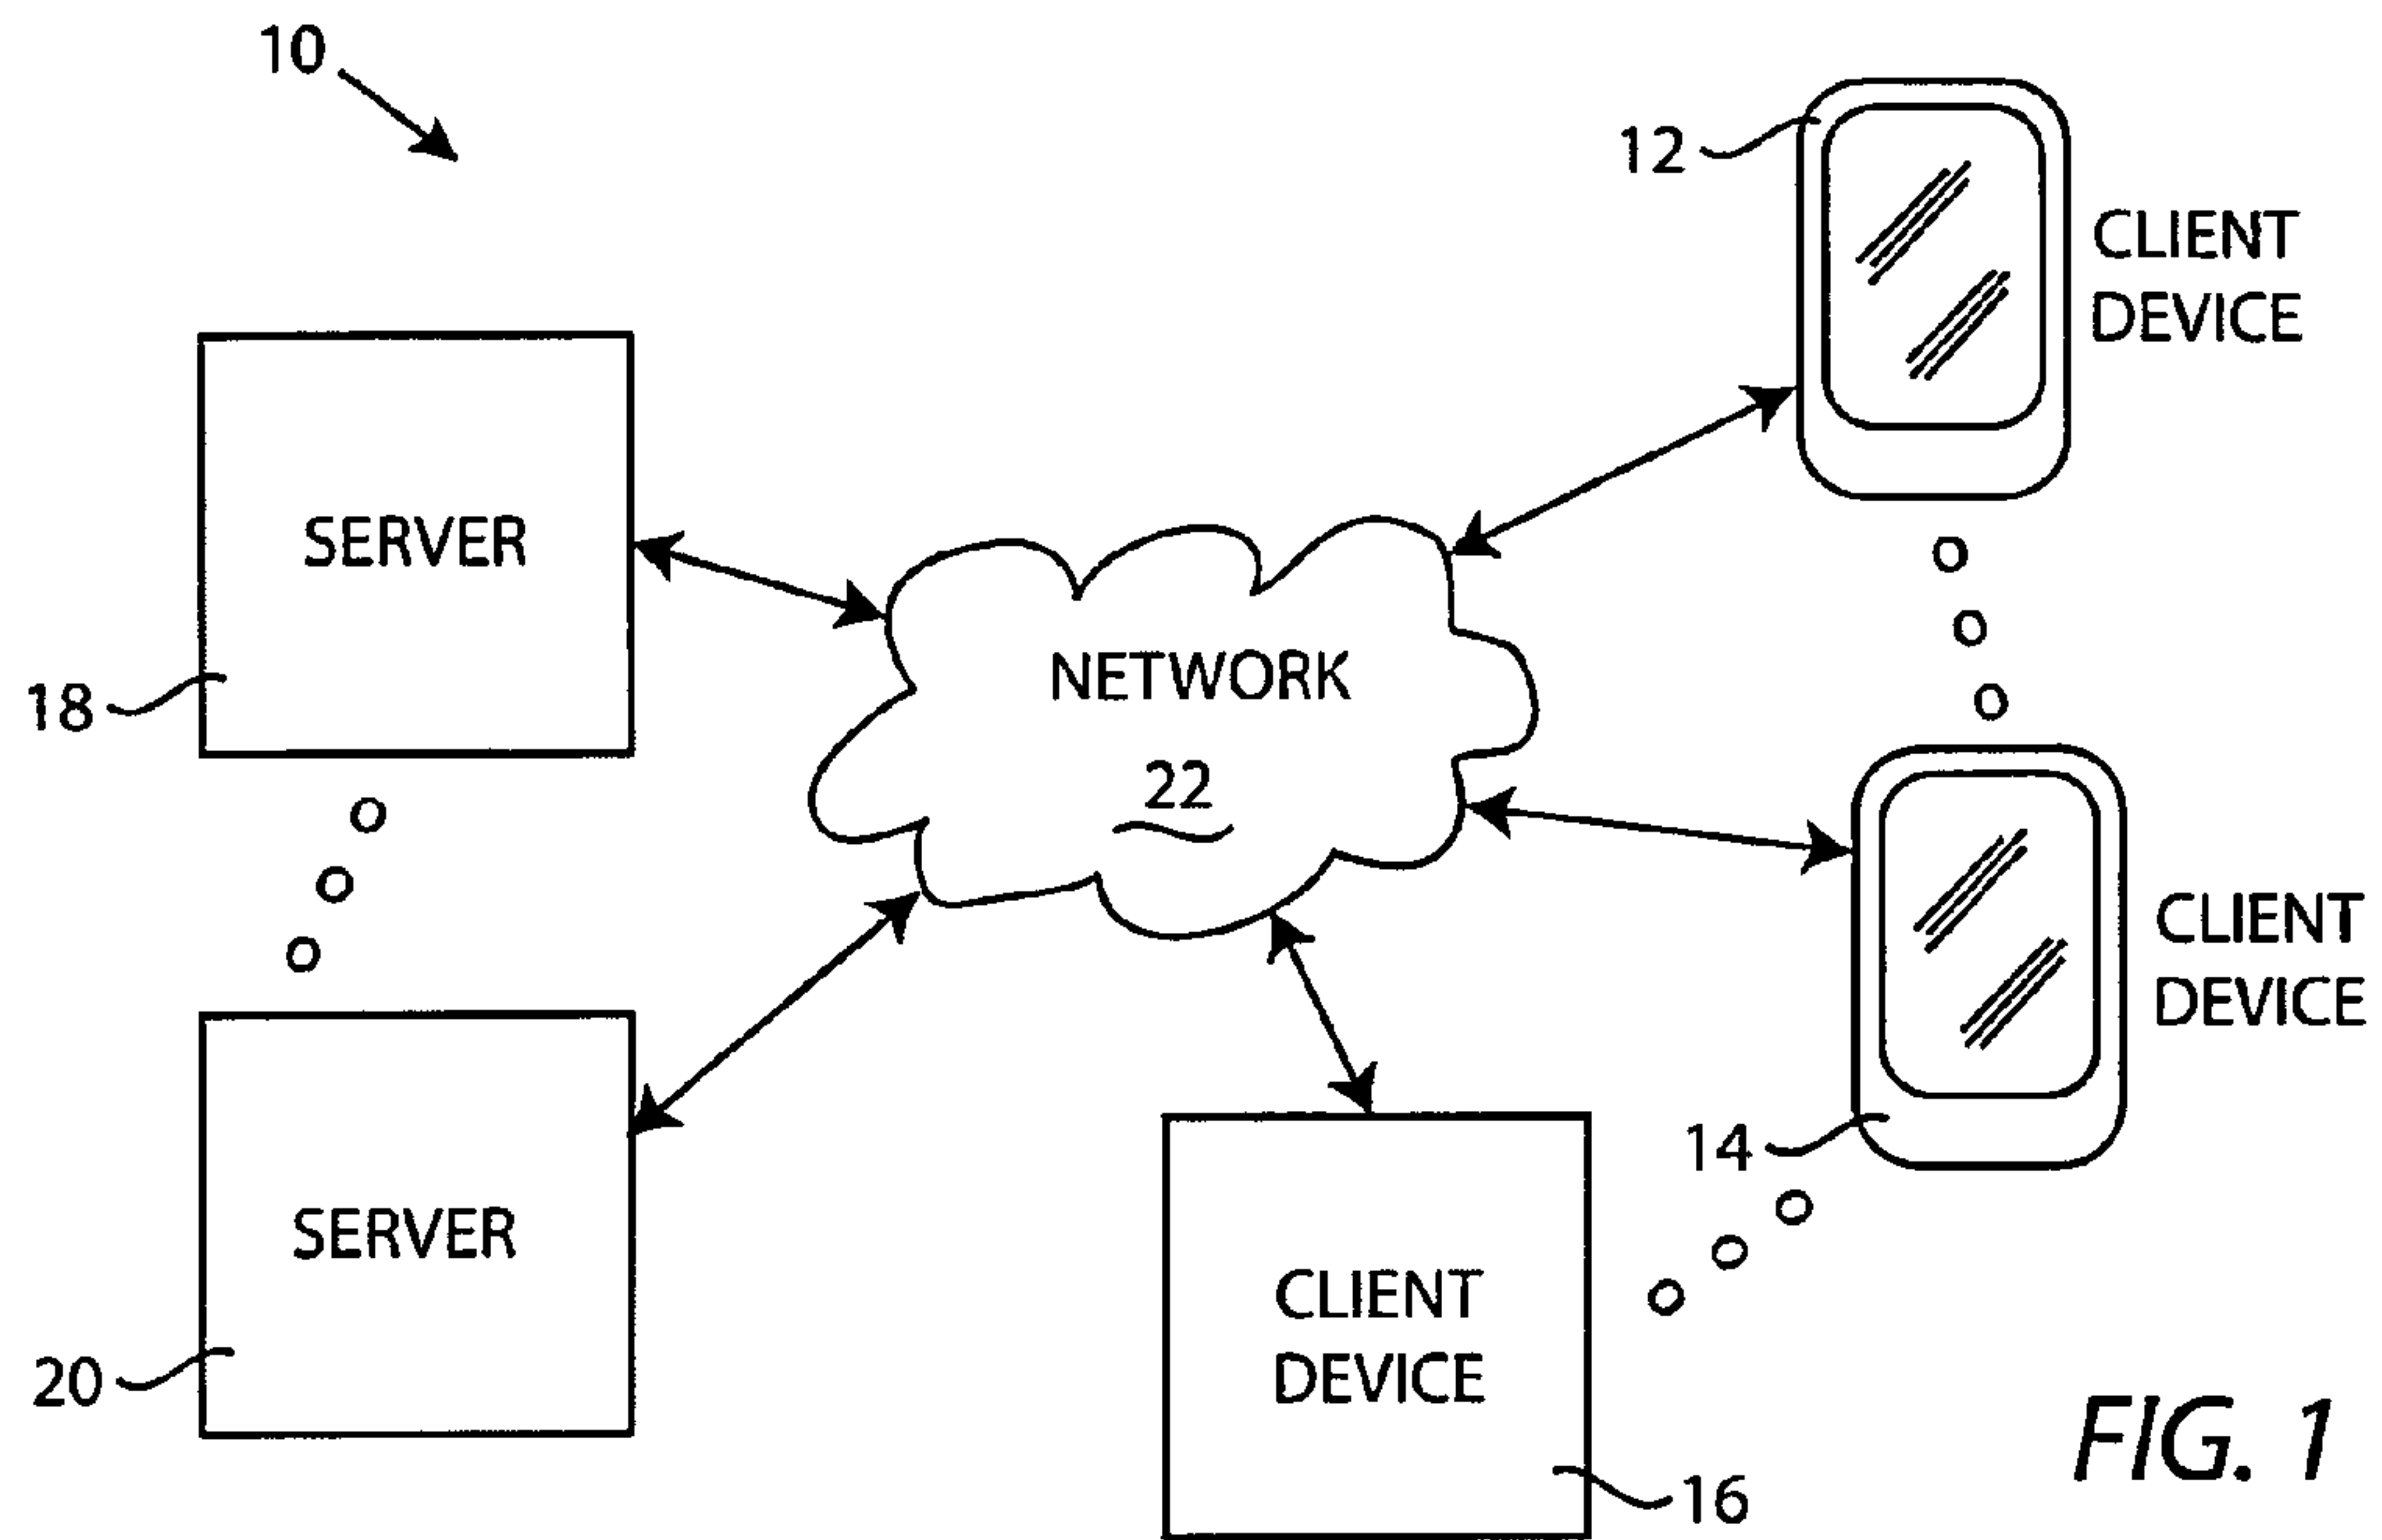 10
12
CLIENT
DEVICE
SERVER
18
NETWORK
22
CLIENT
DEVICE
14
SERVER
20
CLIENT
DEVICE
16
FIG. 1